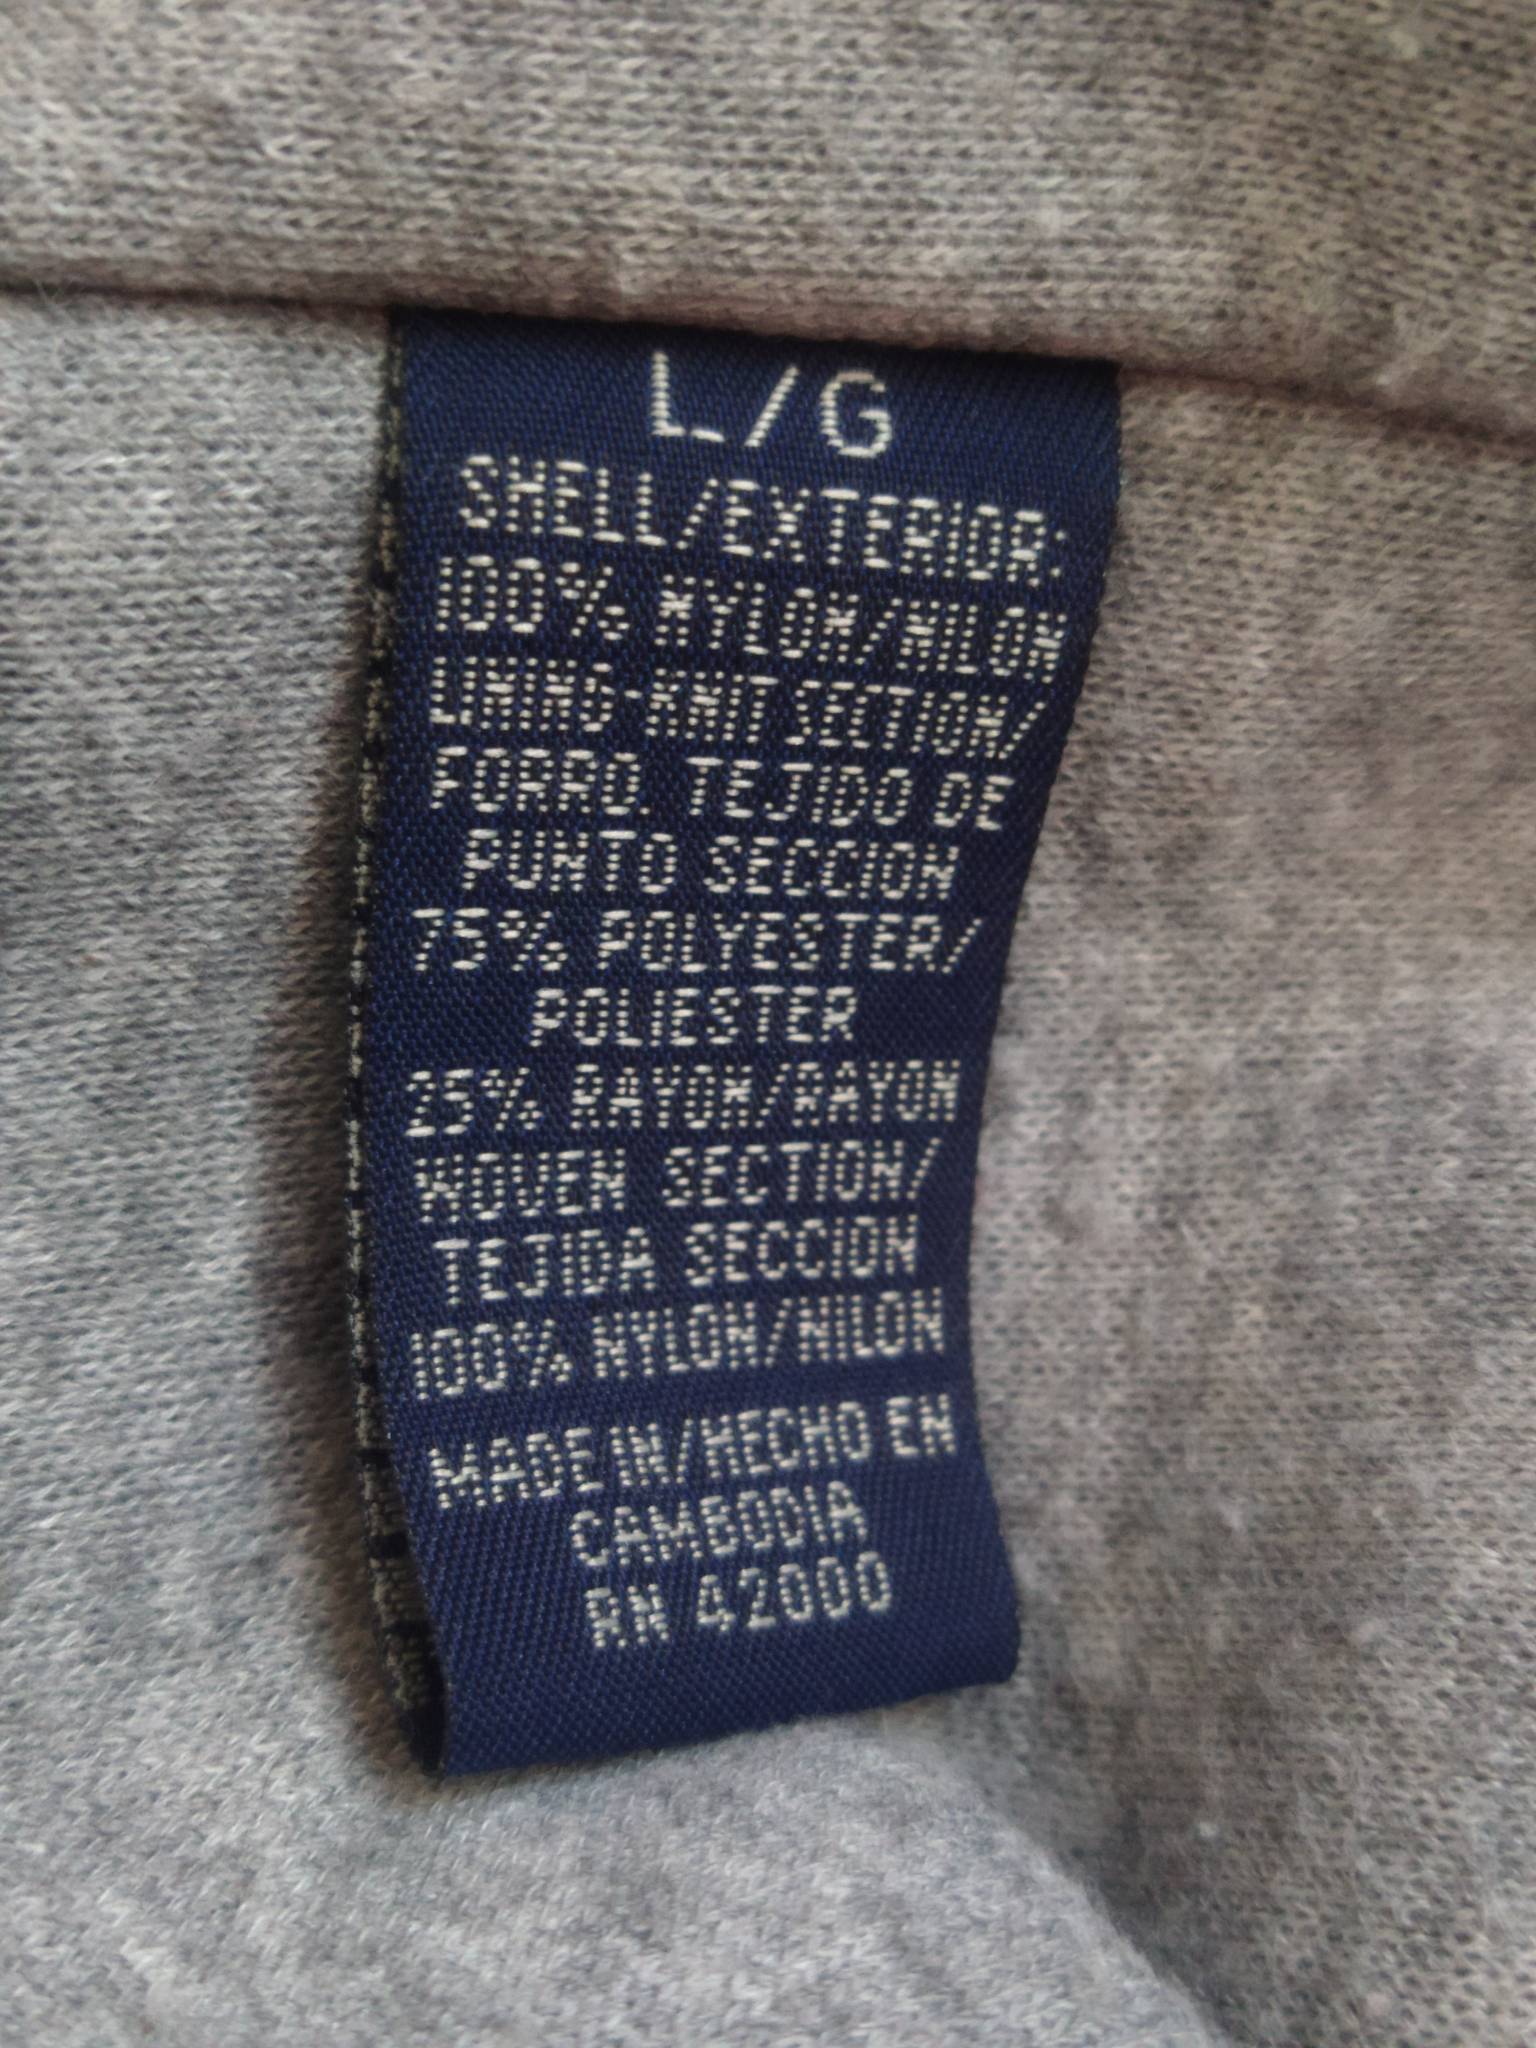 L/G
SHELL/EXTERIOR:
100% NYLON/NILON
LINING-KNIT SECTION/
FORRO. TEJIDO DE
PUNTO SECCION
75% POLYESTER/
POLIESTER
25% RAYON/RAYON
WOVEN SECTION/
TEJIDA SECCION
100% NYLON/NILON
MADE IN/HECHO EN
CAMBODIA
RN 42000